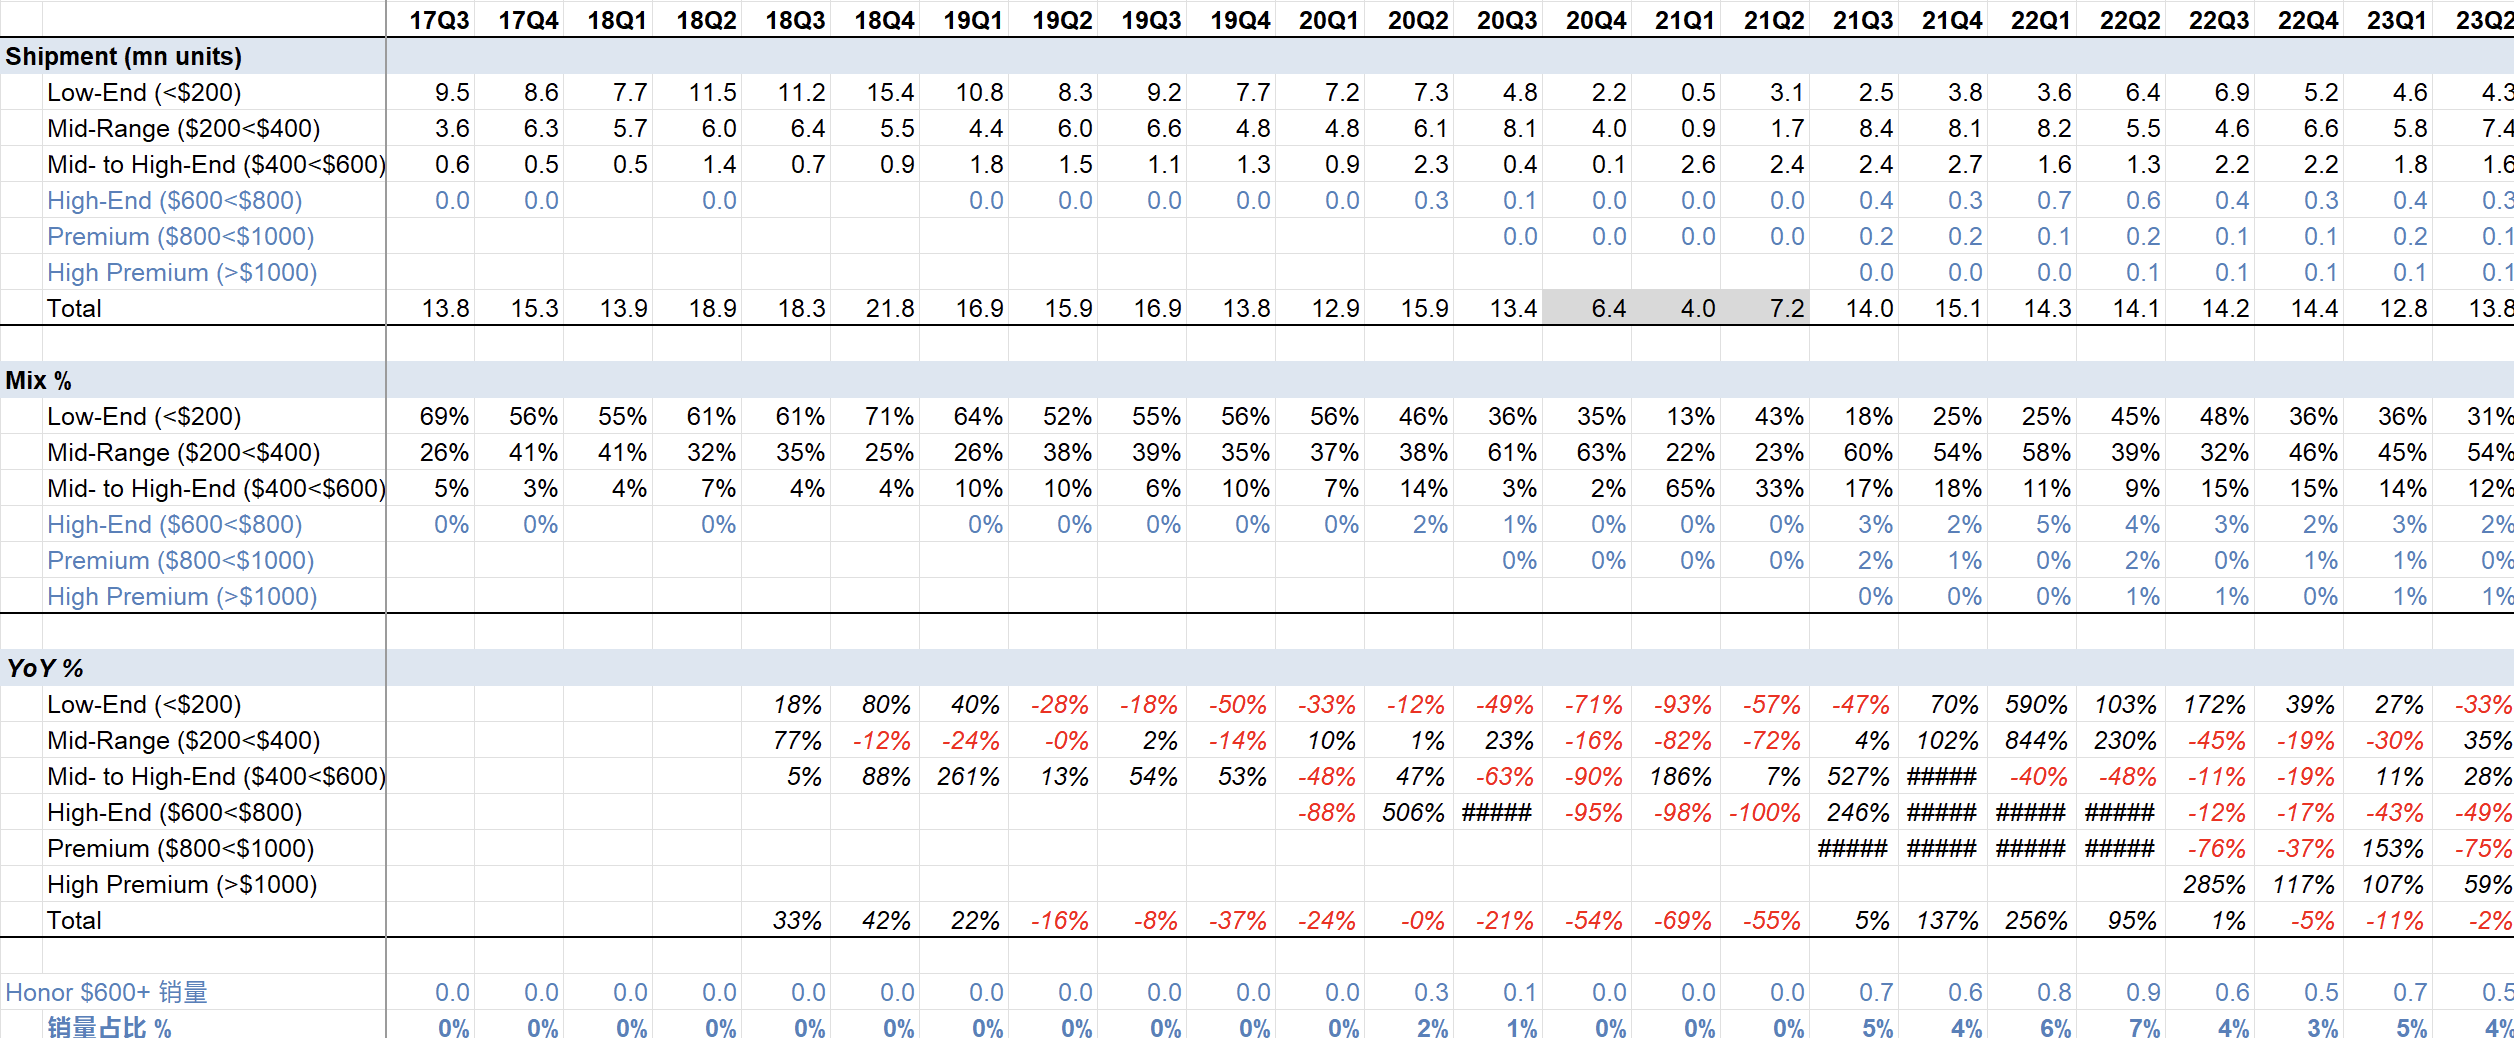 17Q3 17Q4 18Q1 18Q2 18Q3 18Q4 19Q1 19Q2 19Q3 19Q4 20Q1 20Q2 20Q3 20Q4 21Q1 21Q2 21Q3 21Q4 22Q1 22Q2 22Q3 22Q4 23Q1 23Q2
Shipment (mn units)
Low-End (<$200) 9.5 8.6 7.7 11.5 11.2 15.4 10.8 8.3 9.2 7.7 7.2 7.3 4.8 2.2 0.5 3.1 2.5 3.8 3.6 6.4 6.9 5.2 4.6 4.3
Mid-Range ($200<$400) 3.6 6.3 5.7 6.0 6.4 5.5 4.4 6.0 6.6 4.8 4.8 6.1 8.1 4.0 0.9 1.7 8.4 8.1 8.2 5.5 4.6 6.6 5.8 7.4
Mid- to High-End ($400<$600) 0.6 0.5 0.5 1.4 0.7 0.9 1.8 1.5 1.1 1.3 0.9 2.3 0.4 0.1 2.6 2.4 2.4 2.7 1.6 1.3 2.2 2.2 1.8 1.6
High-End ($600<$800) 0.0 0.0 0.0 0.0 0.0 0.0 0.0 0.0 0.3 0.1 0.0 0.0 0.0 0.4 0.3 0.7 0.6 0.4 0.3 0.4 0.3
Premium ($800<$1000) 0.0 0.0 0.0 0.0 0.2 0.2 0.1 0.2 0.1 0.1 0.2 0.1
High Premium (>$1000) 0.0 0.0 0.0 0.1 0.1 0.1 0.1 0.1
Total 13.8 15.3 13.9 18.9 18.3 21.8 16.9 15.9 16.9 13.8 12.9 15.9 13.4 6.4 4.0 7.2 14.0 15.1 14.3 14.1 14.2 14.4 12.8 13.8
Mix %
Low-End (<$200) 69% 56% 55% 61% 61% 71% 64% 52% 55% 56% 56% 46% 36% 35% 13% 43% 18% 25% 25% 45% 48% 36% 36% 31%
Mid-Range ($200<$400) 26% 41% 41% 32% 35% 25% 26% 38% 39% 35% 37% 38% 61% 63% 22% 23% 60% 54% 58% 39% 32% 46% 45% 54%
Mid- to High-End ($400<$600) 5% 3% 4% 7% 4% 4% 10% 10% 6% 10% 7% 14% 3% 2% 65% 33% 17% 18% 11% 9% 15% 15% 14% 12%
High-End ($600<$800) 0% 0% 0% 0% 0% 0% 0% 0% 2% 1% 0% 0% 0% 3% 2% 5% 4% 3% 2% 3% 2%
Premium ($800<$1000) 0% 0% 0% 0% 2% 1% 0% 2% 0% 1% 1% 0%
High Premium (>$1000) 0% 0% 0% 1% 1% 0% 1% 1%
YoY %
Low-End (<$200) 18% 80% 40% -28% -18% -50% -33% -12% -49% -71% -93% -57% -47% 70% 590% 103% 172% 39% 27% -33%
Mid-Range ($200<$400) 77% -12% -24% -0% 2% -14% 10% 1% 23% -16% -82% -72% 4% 102% 844% 230% -45% -19% -30% 35%
Mid- to High-End ($400<$600) 5% 88% 261% 13% 54% 53% -48% 47% -63% -90% 186% 7% 527% ##### -40% -48% -11% -19% 11% 28%
High-End ($600<$800) -88% 506% ##### -95% -98% -100% 246% ##### ##### ##### -12% -17% -43% -49%
Premium ($800<$1000) ##### ##### ##### ##### -76% -37% 153% -75%
High Premium (>$1000) 285% 117% 107% 59%
Total 33% 42% 22% -16% -8% -37% -24% -0% -21% -54% -69% -55% 5% 137% 256% 95% 1% -5% -11% -2%
Honor $600+ 销量 0.0 0.0 0.0 0.0 0.0 0.0 0.0 0.0 0.0 0.0 0.0 0.3 0.1 0.0 0.0 0.0 0.7 0.6 0.8 0.9 0.6 0.5 0.7 0.5
销量占比 % 0% 0% 0% 0% 0% 0% 0% 0% 0% 0% 0% 2% 1% 0% 0% 0% 5% 4% 6% 7% 4% 3% 5% 4%